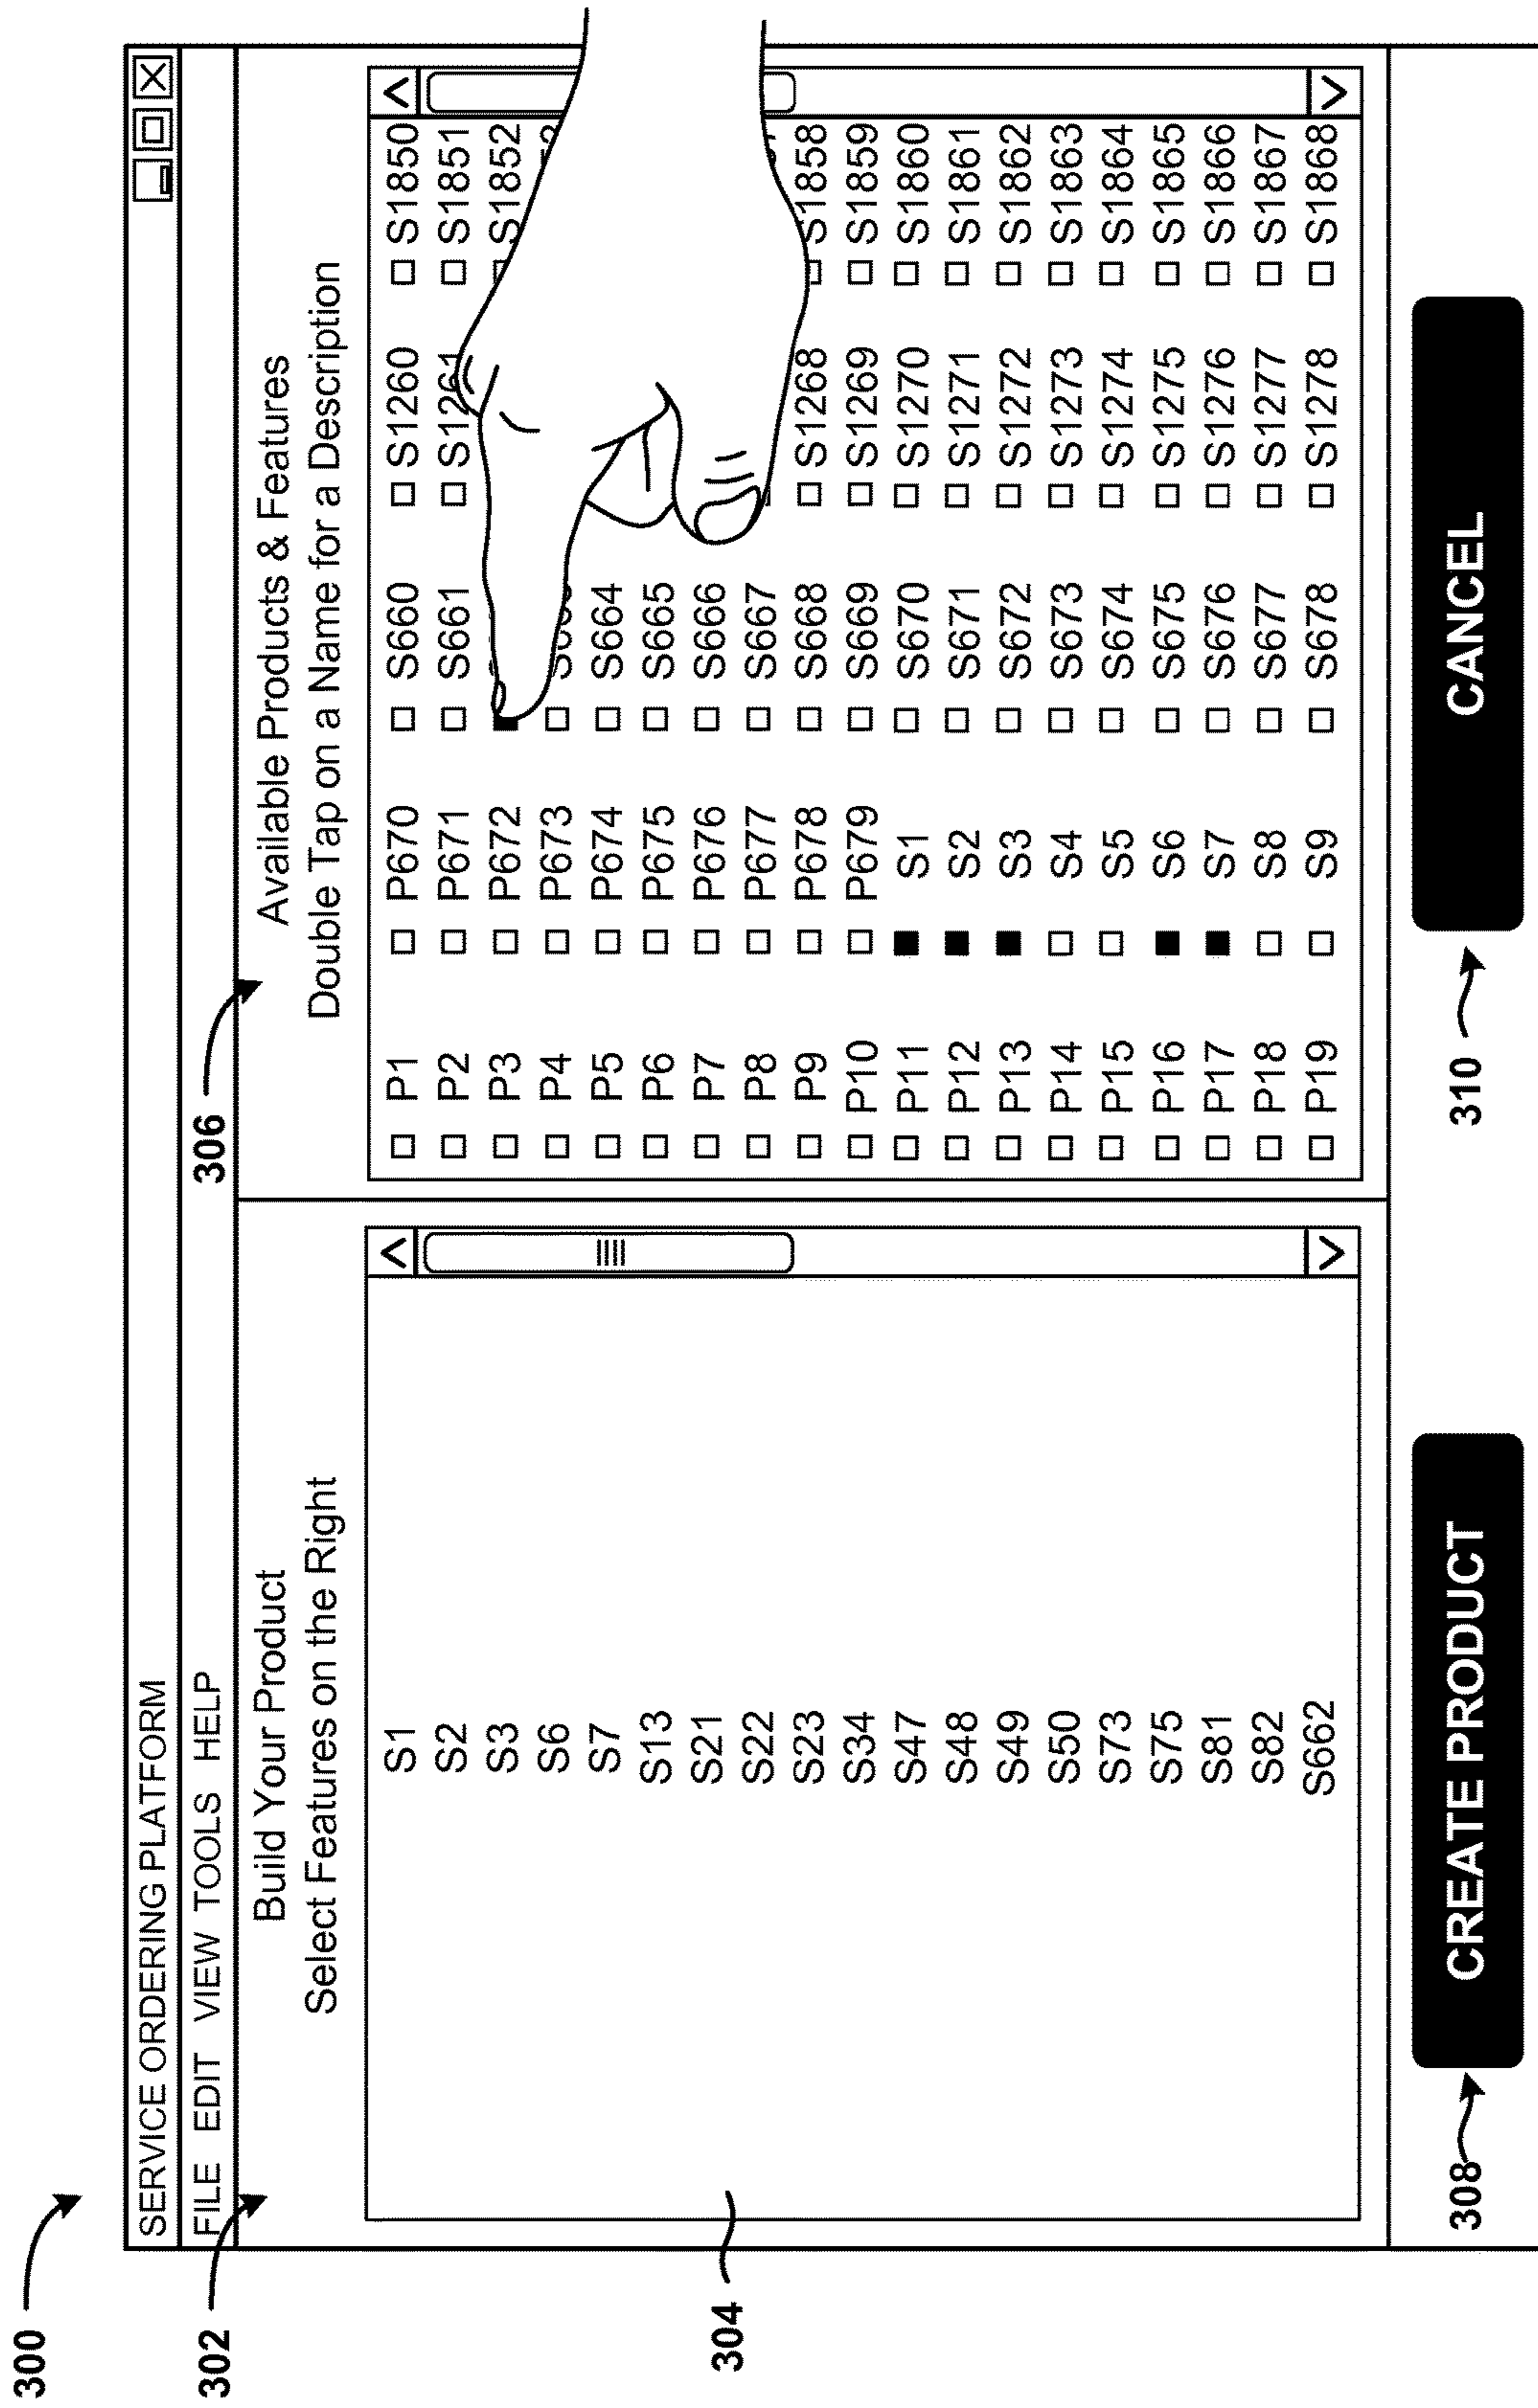 300
SERVICE ORDERING PLATFORM
FILE EDIT VIEW TOOLS HELP
302
306
Build Your Product
Select Features on the Right
Available Products & Features
Double Tap on a Name for a Description
304
S1
S2
S3
S6
S7
S13
S21
S22
S23
S34
S47
S48
S49
S50
S73
S75
S81
S82
S662
P1 P670 S660 S1260 S1850
P2 P671 S661 S1261 S1851
P3 P672 S1852
P4 P673
P5 P674 S664
P6 P675 S665
P7 P676 S666
P8 P677 S667
P9 P678 S668 S1268 S1858
P10 P679 S669 S1269 S1859
P11 S1 S670 S1270 S1860
P12 S2 S671 S1271 S1861
P13 S3 S672 S1272 S1862
P14 S4 S673 S1273 S1863
P15 S5 S674 S1274 S1864
P16 S6 S675 S1275 S1865
P17 S7 S676 S1276 S1866
P18 S8 S677 S1277 S1867
P19 S9 S678 S1278 S1868
308
CREATE PRODUCT
310
CANCEL